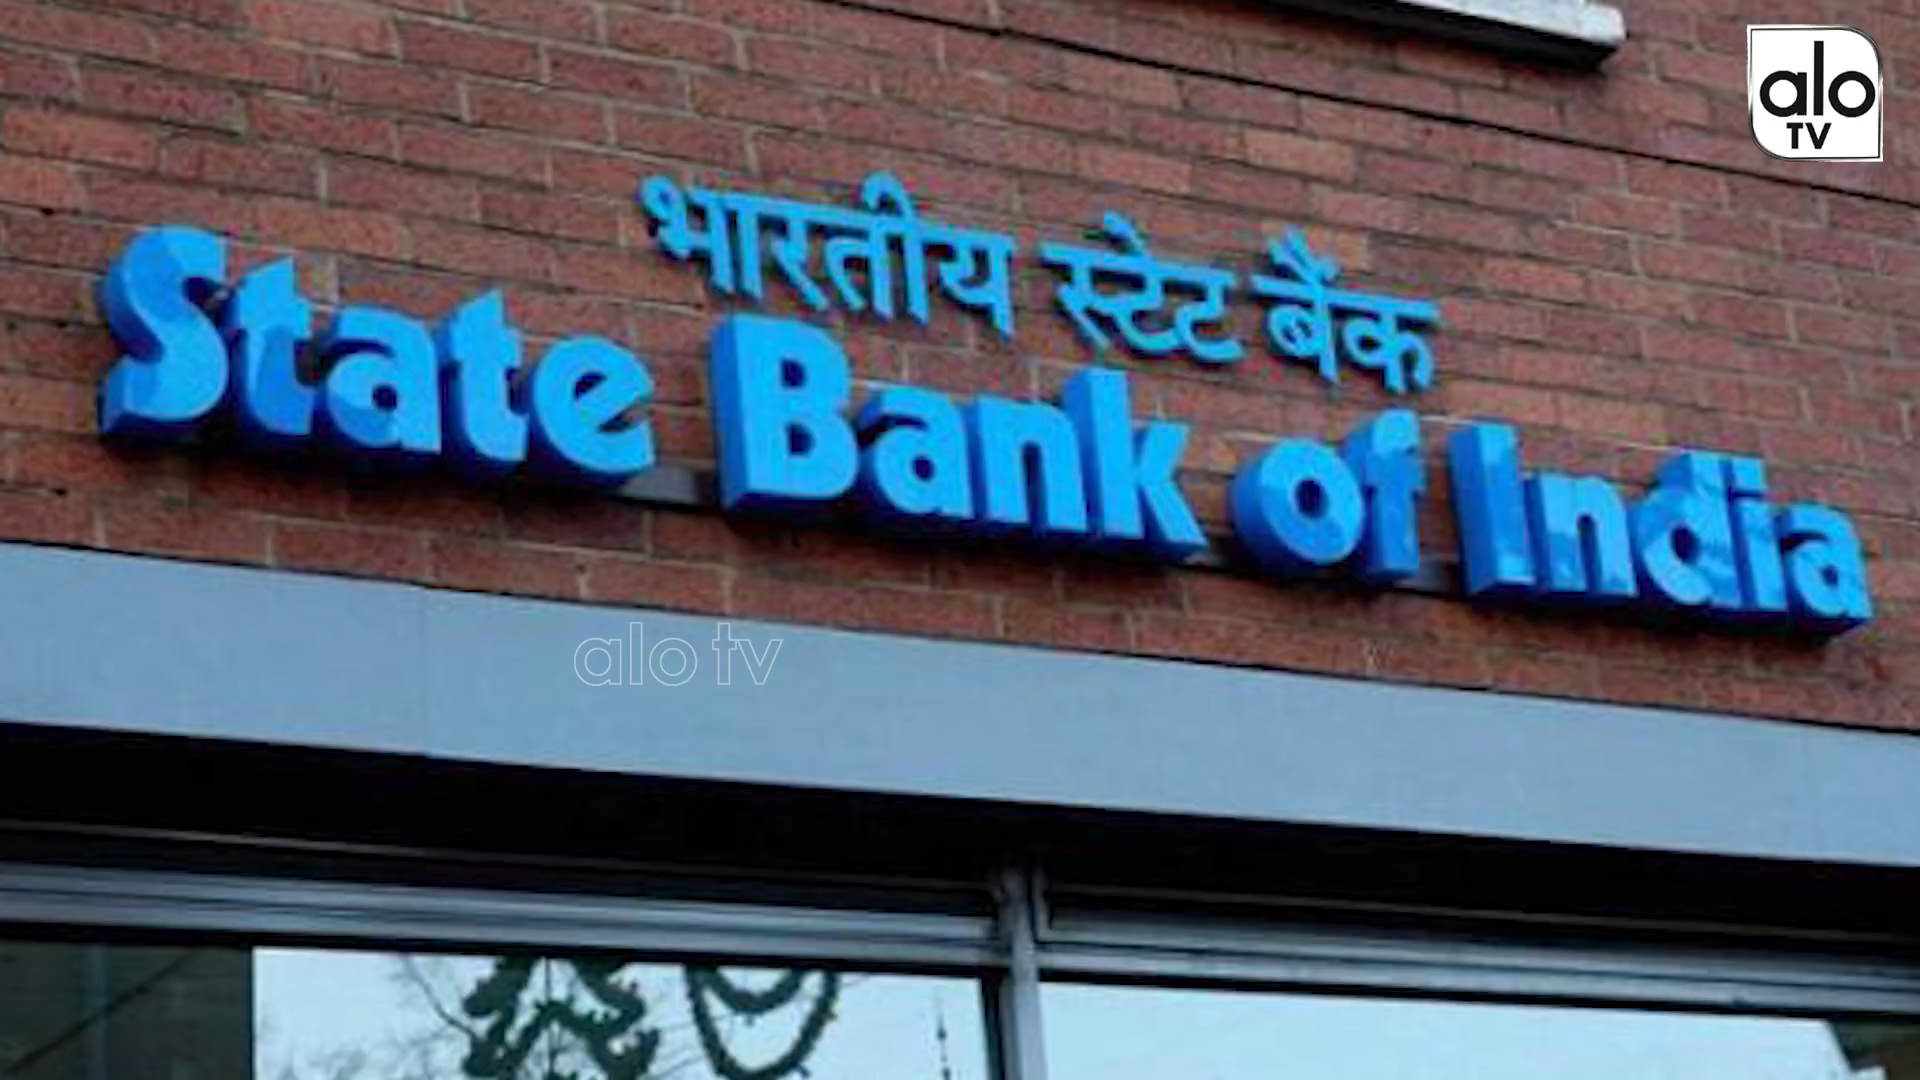 alo
TV
भारतीय स्टेट बैंक
State Bank of India
alo tv